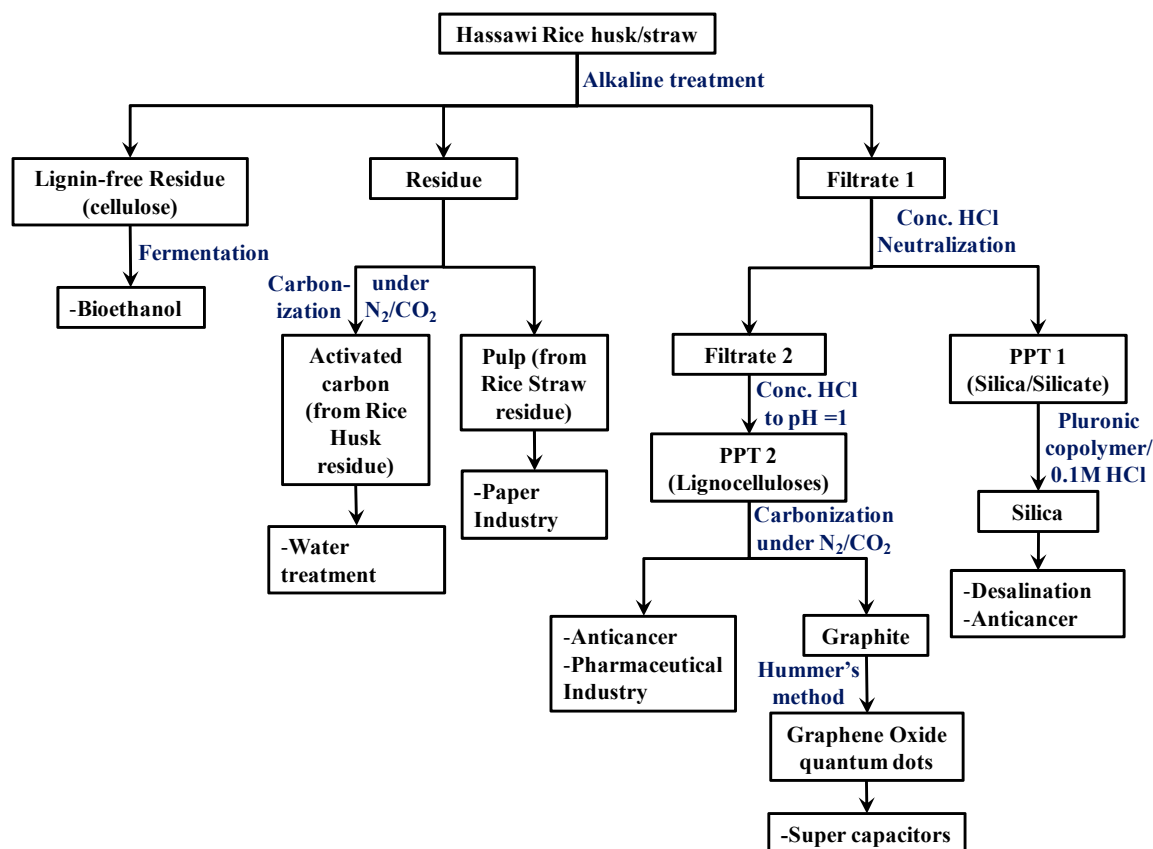 Hassawi Rice husk/straw
Alkaline treatment
Lignin-free Residue
(cellulose)
Residue
Filtrate 1
Fermentation
Conc. HCl
Neutralization
-Bioethanol
Carbon-
ization
under
N₂/CO₂
Activated
carbon
(from Rice
Husk
residue)
Pulp (from
Rice Straw
residue)
Filtrate 2
PPT 1
(Silica/Silicate)
Conc. HCl
to pH =1
Pluronic
copolymer/
0.1M HCl
PPT 2
(Lignocelluloses)
-Paper
Industry
Silica
-Water
treatment
Carbonization
under N₂/CO₂
-Desalination
-Anticancer
-Anticancer
-Pharmaceutical
Industry
Graphite
Hummer's
method
Graphene Oxide
quantum dots
-Super capacitors